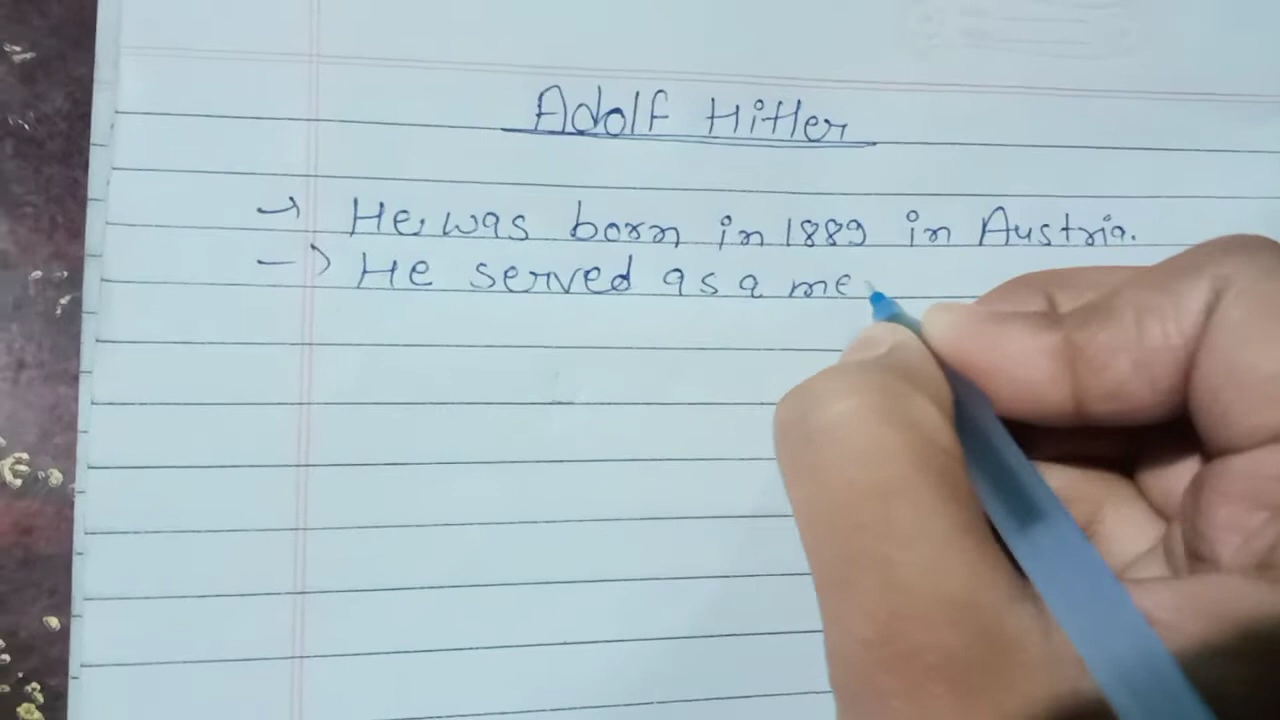 Adolf Hitler
→ He was born in 1889 in Austria.
→ He served as a me